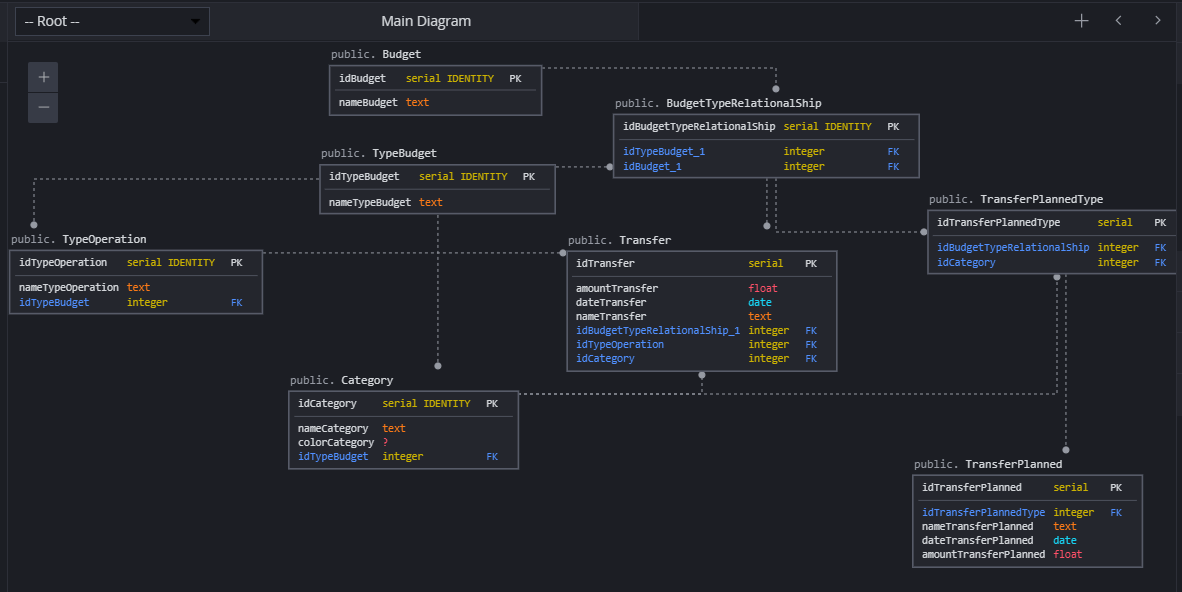 -- Root --
Main Diagram
public. Budget
idBudget serial IDENTITY PK
nameBudget text
public. BudgetTypeRelationalShip
idBudgetTypeRelationalShip serial IDENTITY PK
idTypeBudget_1 integer FK
idBudget_1 integer FK
public. TypeBudget
idTypeBudget serial IDENTITY PK
nameTypeBudget text
public. TransferPlannedType
idTransferPlannedType serial PK
idBudgetTypeRelationalShip integer FK
idCategory integer FK
public. TypeOperation
idTypeOperation serial IDENTITY PK
nameTypeOperation text
idTypeBudget integer FK
public. Transfer
idTransfer serial PK
amountTransfer float
dateTransfer date
nameTransfer text
idBudgetTypeRelationalShip_1 integer FK
idTypeOperation integer FK
idCategory integer FK
public. Category
idCategory serial IDENTITY PK
nameCategory text
colorCategory ?
idTypeBudget integer FK
public. TransferPlanned
idTransferPlanned serial PK
idTransferPlannedType integer FK
nameTransferPlanned text
dateTransferPlanned date
amountTransferPlanned float